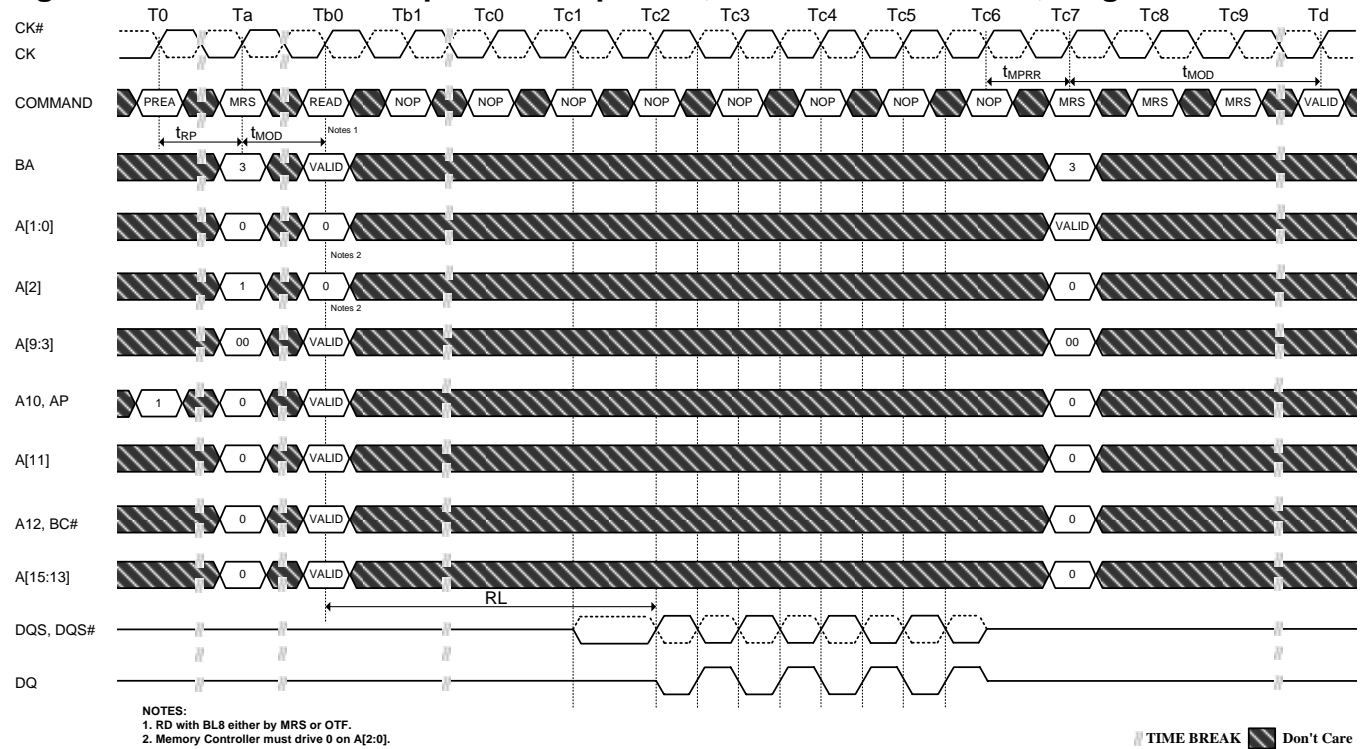 T0 Ta Tb0 Tb1 Tc0 Tc1 Tc2 Tc3 Tc4 Tc5 Tc6 Tc7 Tc8 Tc9 Td
CK#
CK
tMPRR tMOD
COMMAND PREA MRS READ NOP NOP NOP NOP NOP NOP NOP NOP MRS MRS MRS VALID
tRP tMOD Notes 1
BA 3 VALID 3
A[1:0] 0 0 VALID
Notes 2
A[2] 1 0 0
Notes 2
A[9:3] 00 VALID 00
A10, AP 1 0 VALID 0
A[11] 0 VALID 0
A12, BC# 0 VALID 0
A[15:13] 0 VALID 0
RL
DQS, DQS#
DQ
NOTES:
1. RD with BL8 either by MRS or OTF.
2. Memory Controller must drive 0 on A[2:0].
TIME BREAK Don't Care